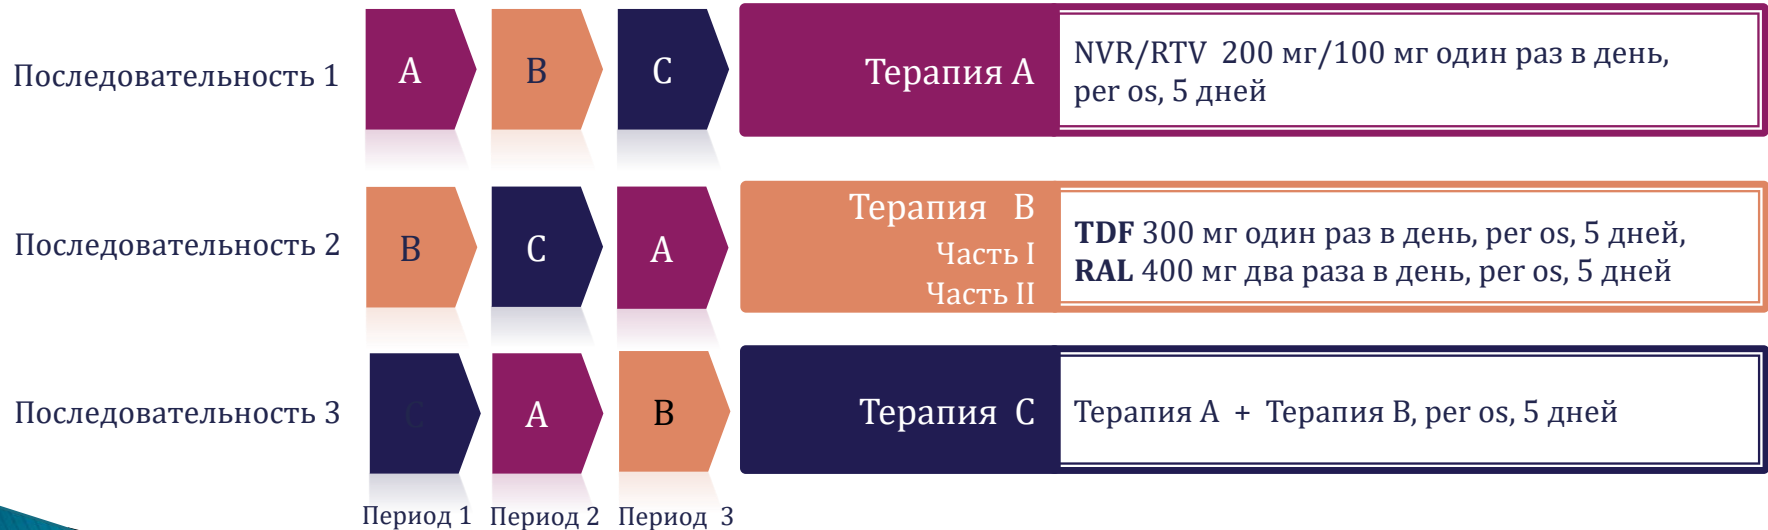 Последовательность 1
A
B
C
Терапия A
NVR/RTV 200 мг/100 мг один раз в день,
per os, 5 дней
Последовательность 2
B
C
A
Терапия B
Часть I
Часть II
TDF 300 мг один раз в день, per os, 5 дней,
RAL 400 мг два раза в день, per os, 5 дней
Последовательность 3
C
A
B
Терапия C
Терапия A + Терапия B, per os, 5 дней
Период 1 Период 2 Период 3